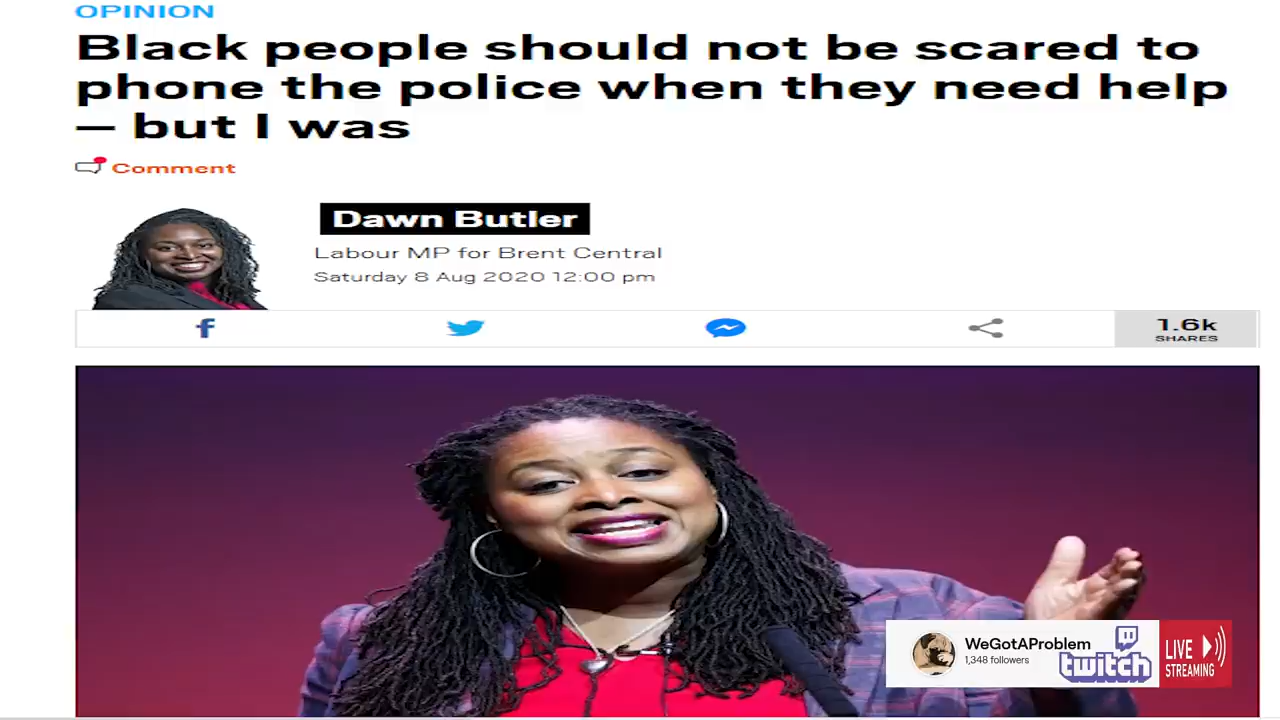 OPINION
Black people should not be scared to
phone the police when they need help
– but I was
Comment
Dawn Butler
Labour MP for Brent Central
Saturday 8 Aug 2020 12:00 pm
1.6k
SHARES
WeGotAProblem
1,348 followers
twitch
LIVE
STREAMING